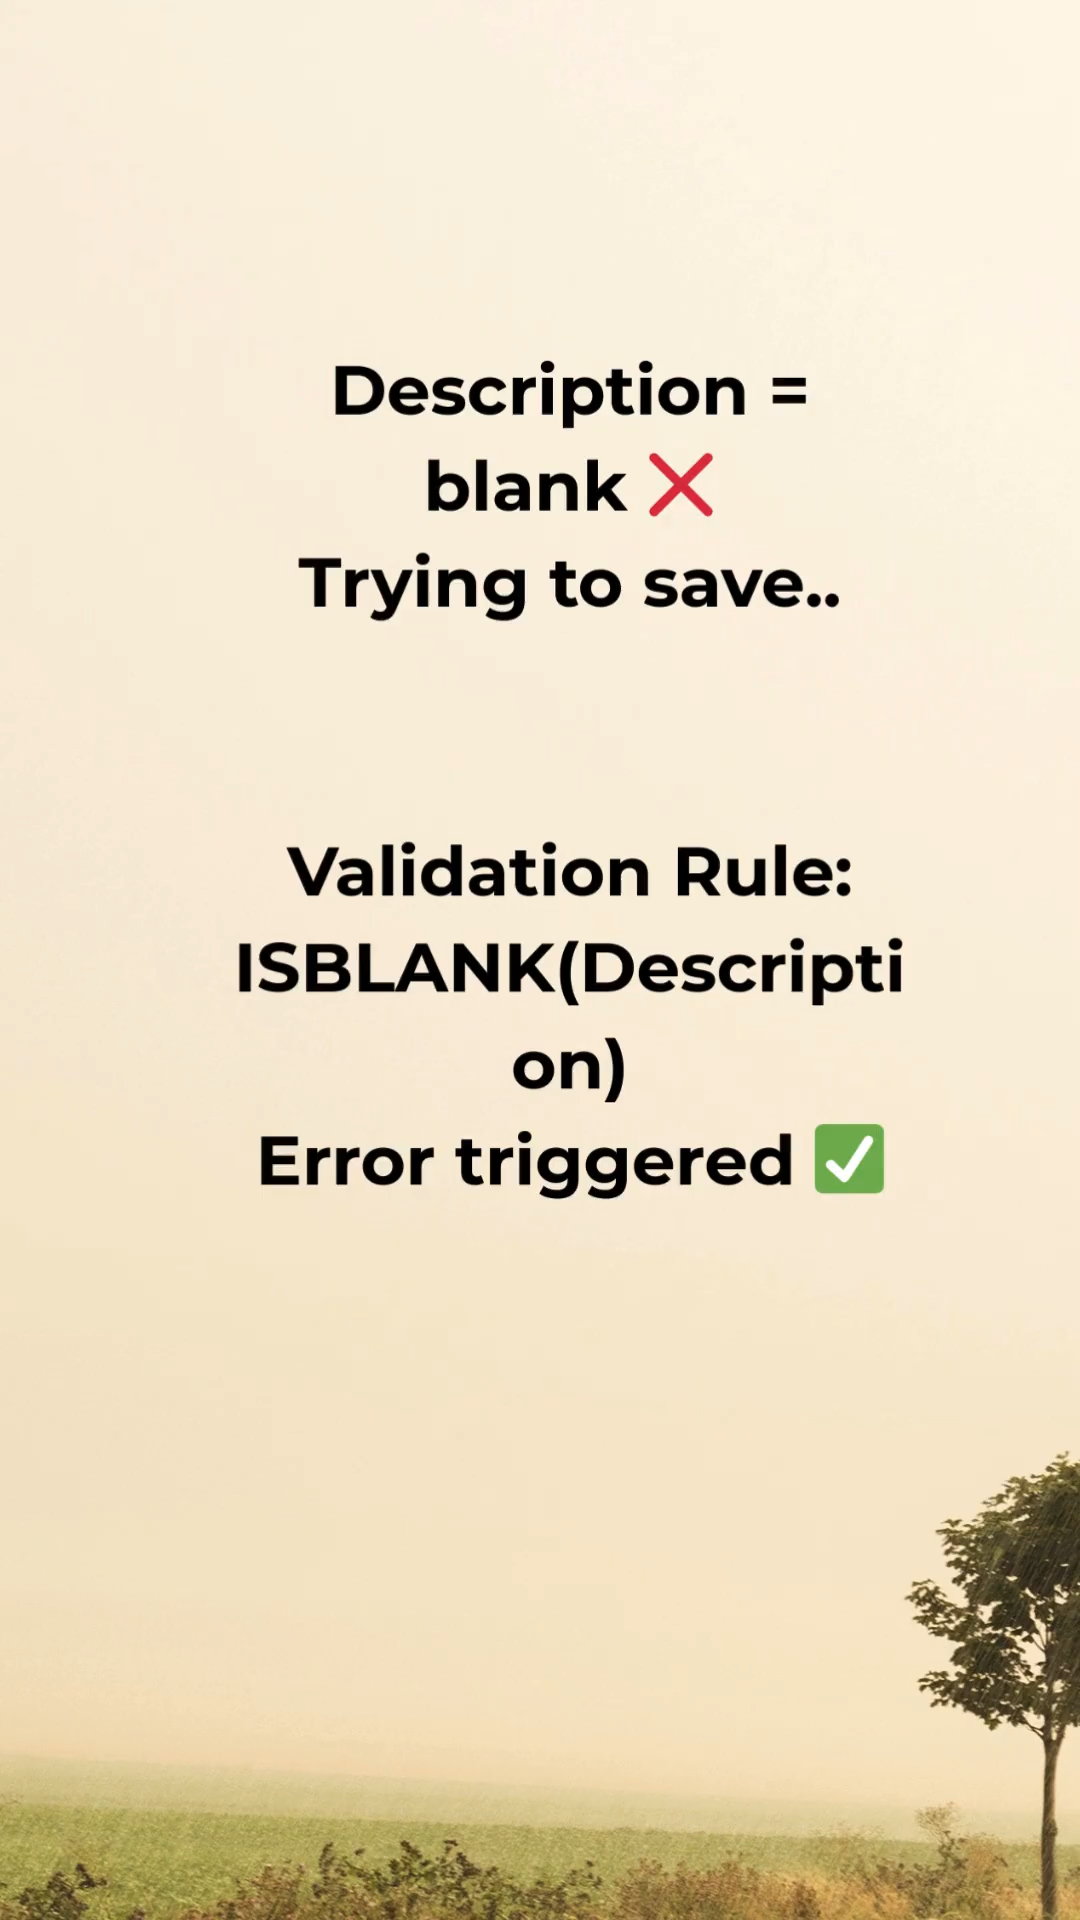 Description =
blank ❌
Trying to save..
Validation Rule:
ISBLANK(Descripti
on)
Error triggered ✅